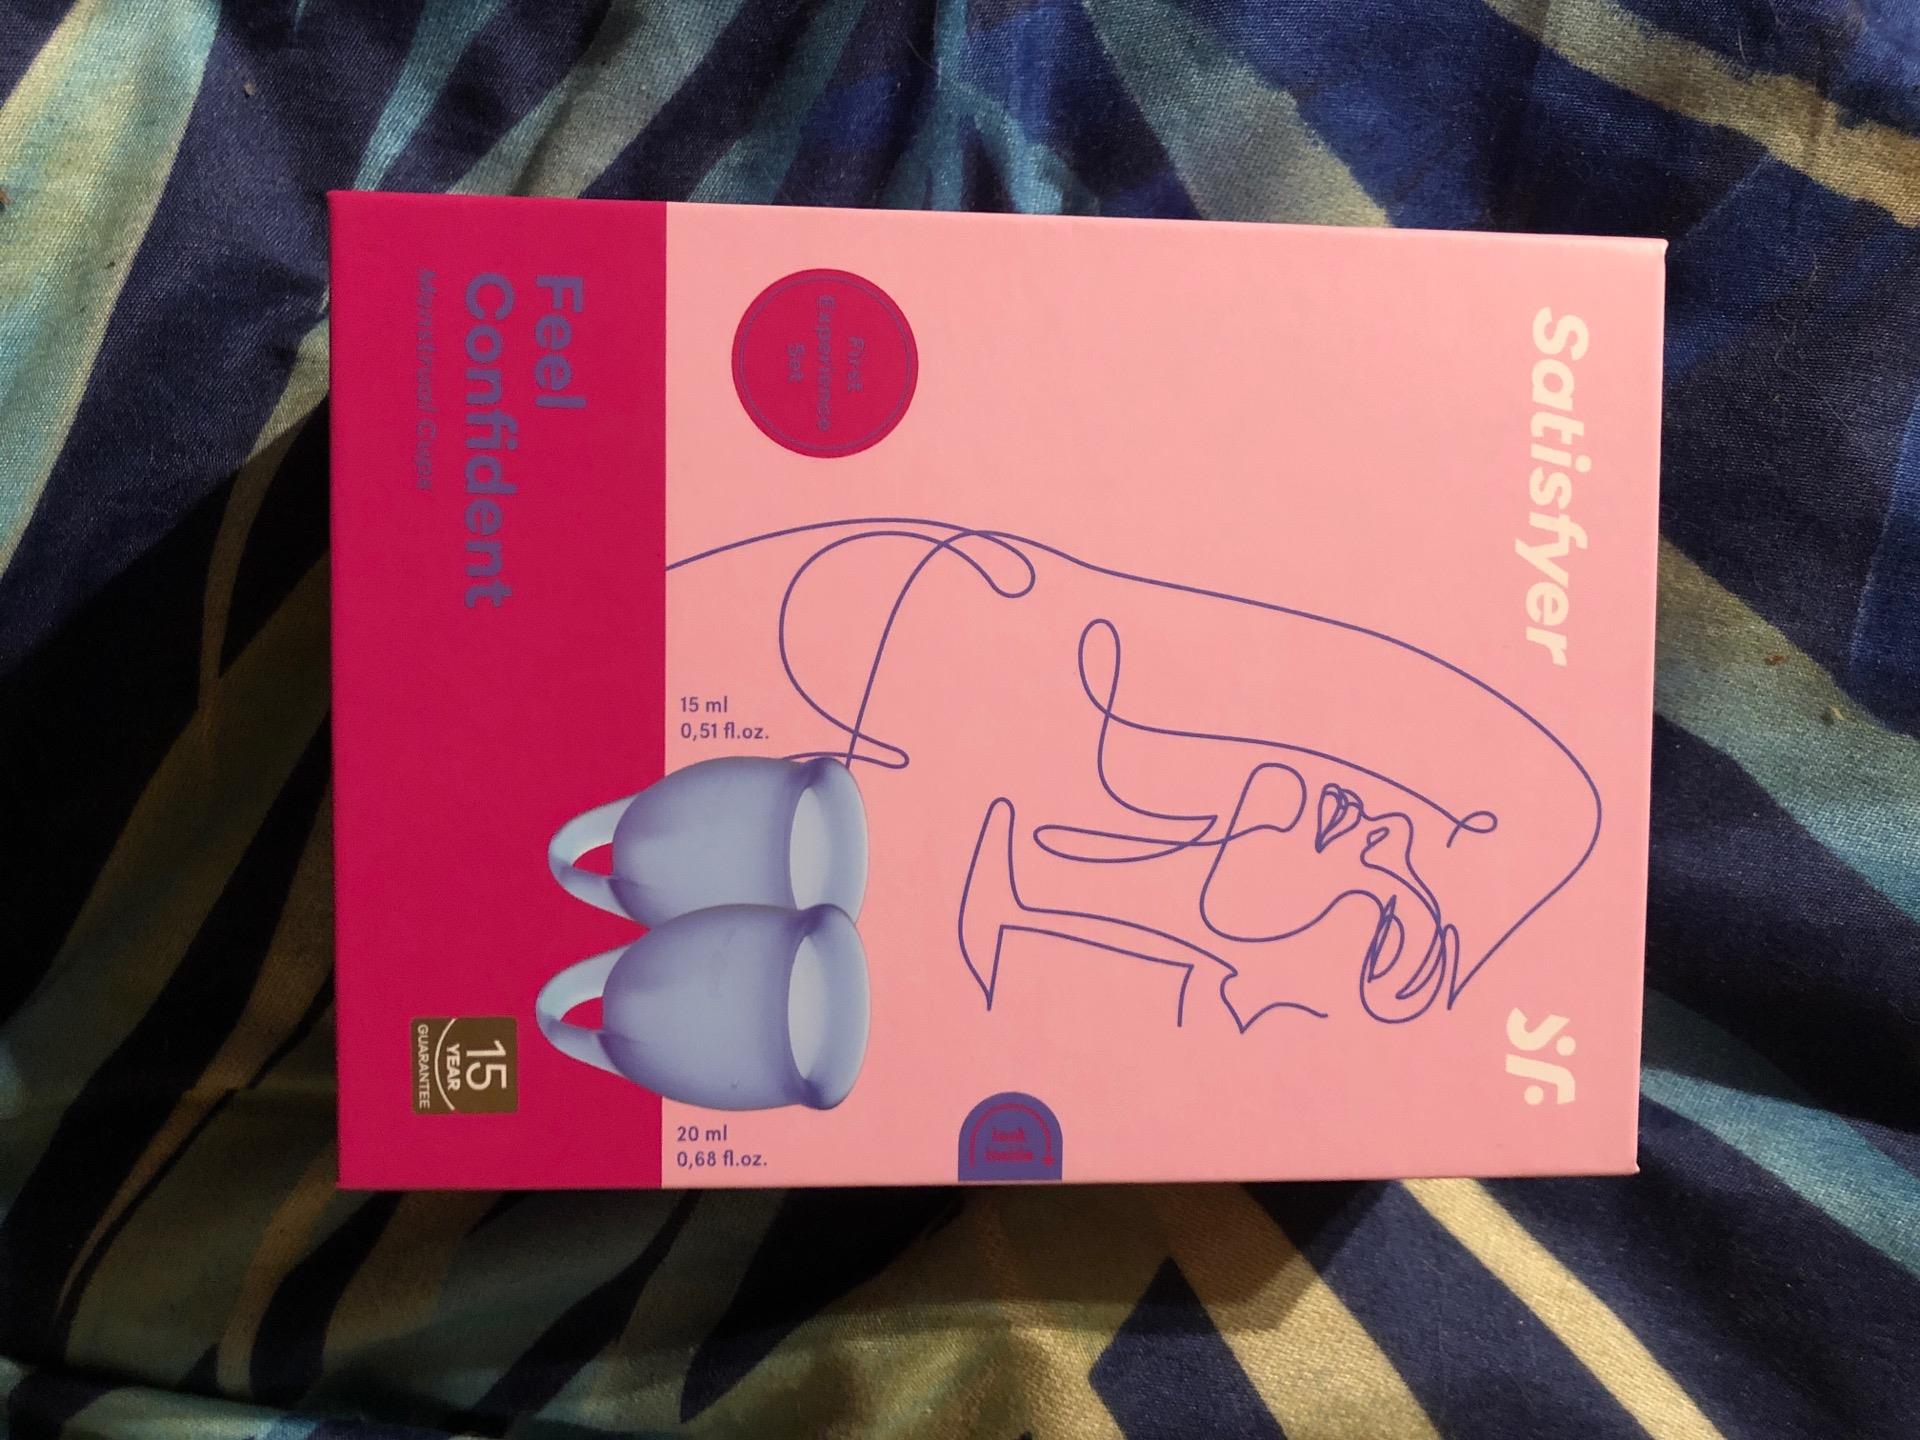 Satisfyer
sf.
First
Experience
Set
15 ml
0,51 fl.oz.
20 ml
0,68 fl.oz.
look
inside
Feel
Confident
Menstrual Cups
15
YEAR
GUARANTEE